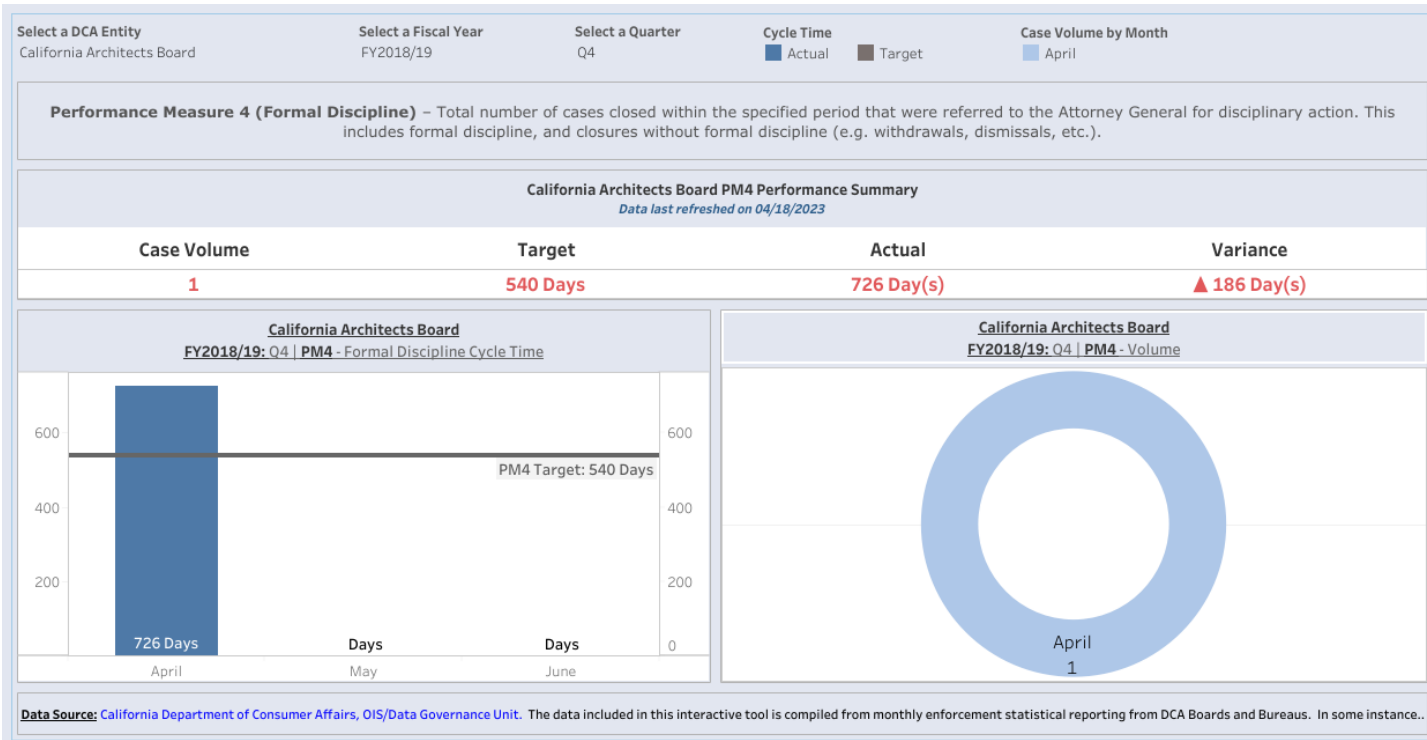 Select a DCA Entity
California Architects Board
Select a Fiscal Year
FY2018/19
Select a Quarter
Q4
Cycle Time
Actual
Target
Case Volume by Month
April
Performance Measure 4 (Formal Discipline) – Total number of cases closed within the specified period that were referred to the Attorney General for disciplinary action. This
includes formal discipline, and closures without formal discipline (e.g. withdrawals, dismissals, etc.).
California Architects Board PM4 Performance Summary
Data last refreshed on 04/18/2023
Case Volume Target Actual Variance
1 540 Days 726 Day(s) ▲ 186 Day(s)
California Architects Board
FY2018/19: Q4 | PM4 - Formal Discipline Cycle Time
600 600
PM4 Target: 540 Days
400 400
200 200
726 Days Days Days 0
April May June
California Architects Board
FY2018/19: Q4 | PM4 - Volume
April
1
Data Source: California Department of Consumer Affairs, OIS/Data Governance Unit. The data included in this interactive tool is compiled from monthly enforcement statistical reporting from DCA Boards and Bureaus. In some instance..